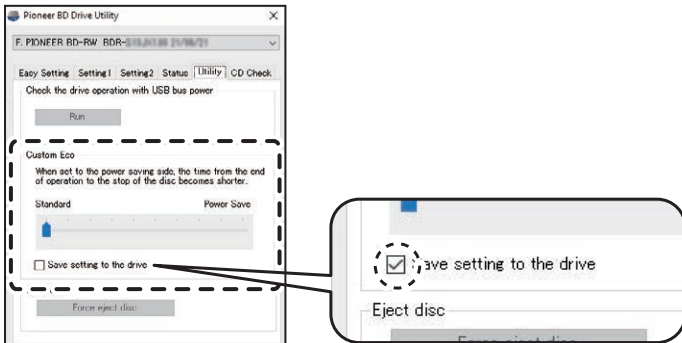 Pioneer BD Drive Utility
F. PIONEER BD-RW BDR-
Easy Setting Setting1 Setting2 Status Utility CD Check
Check the drive operation with USB bus power
Run
Custom Eco
When set to the power saving side, the time from the end
of operation to the stop of the disc becomes shorter.
Standard Power Save
Save setting to the drive
Force eject disc
ave setting to the drive
Eject disc